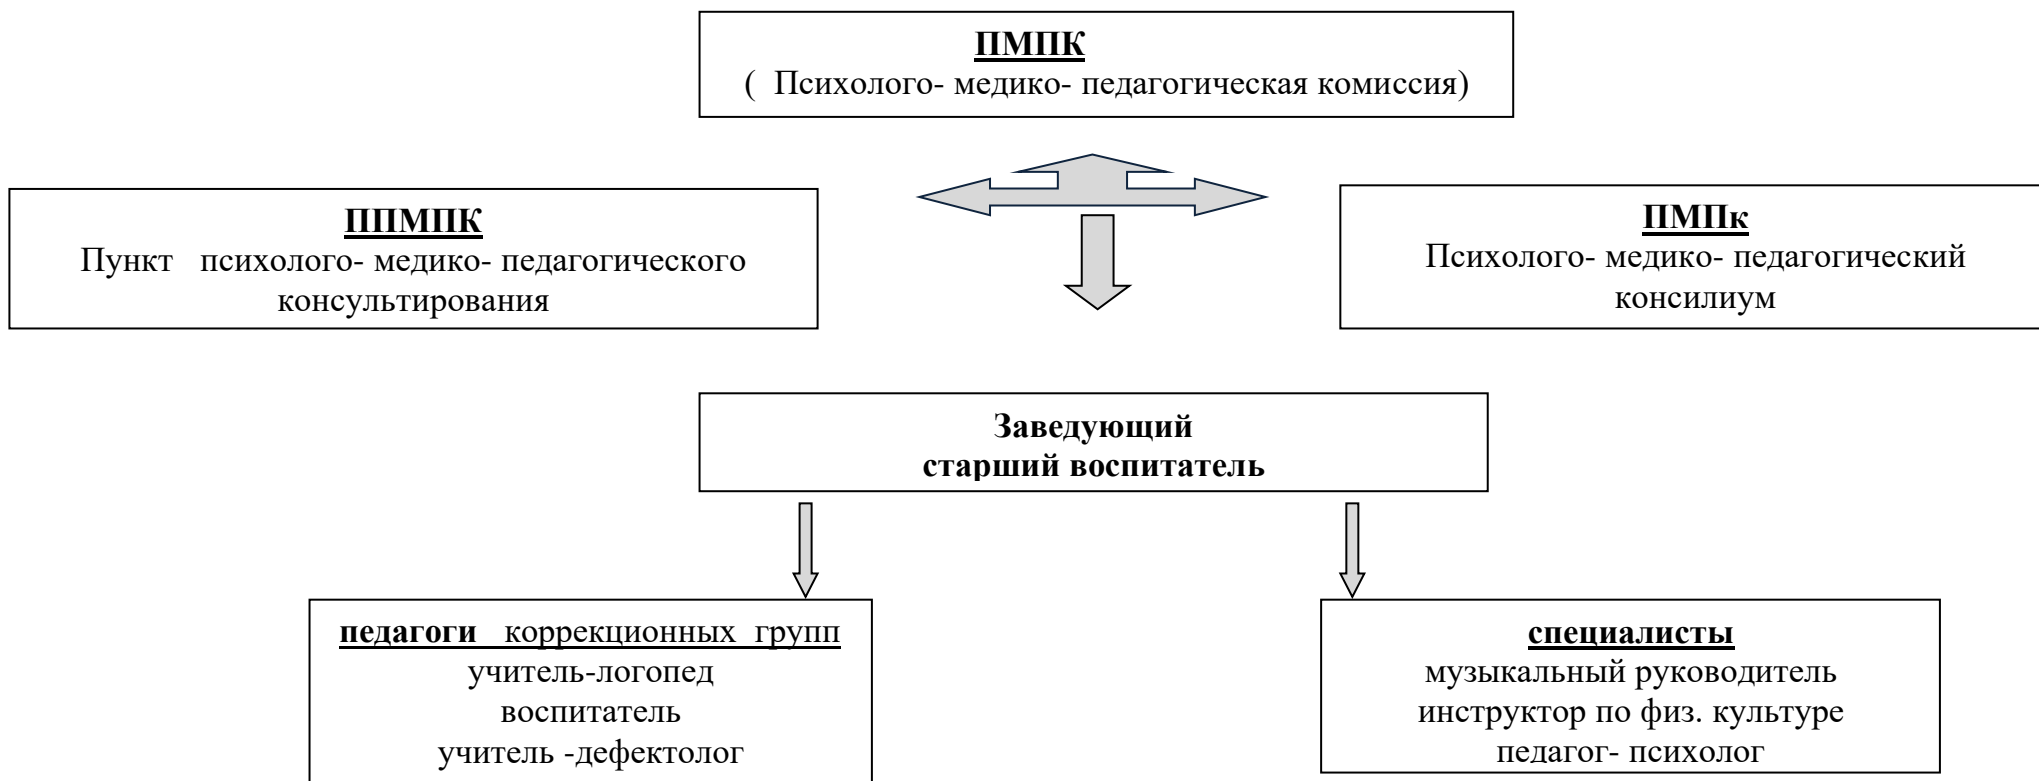 ПМПК
( Психолого- медико- педагогическая комиссия)
ППМПК
Пункт психолого- медико- педагогического
консультирования
ПМПк
Психолого- медико- педагогический
консилиум
Заведующий
старший воспитатель
педагоги коррекционных групп
учитель-логопед
воспитатель
учитель -дефектолог
специалисты
музыкальный руководитель
инструктор по физ. культуре
педагог- психолог